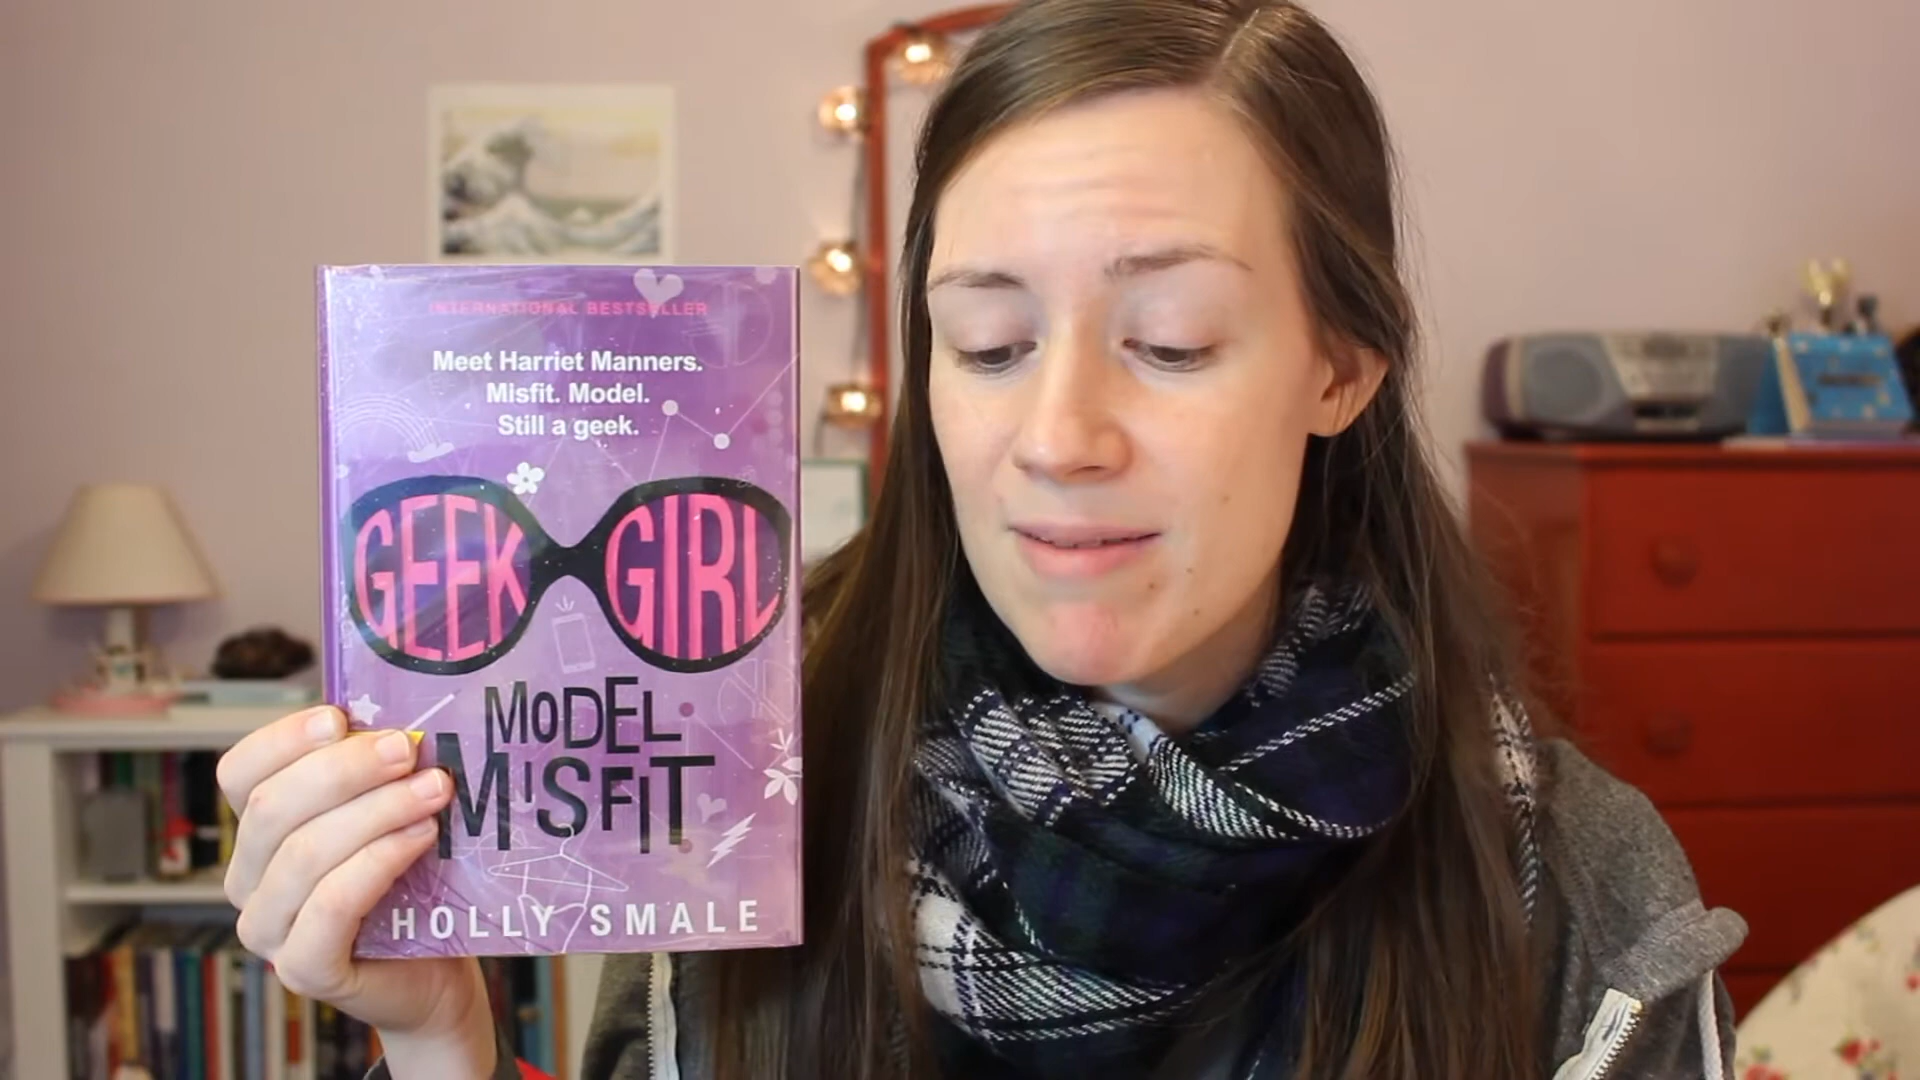 INTERNATIONAL BESTSELLER
Meet Harriet Manners.
Misfit. Model.
Still a geek.
GEEK GIRL
MODEL
MISFIT
HOLLY SMALE